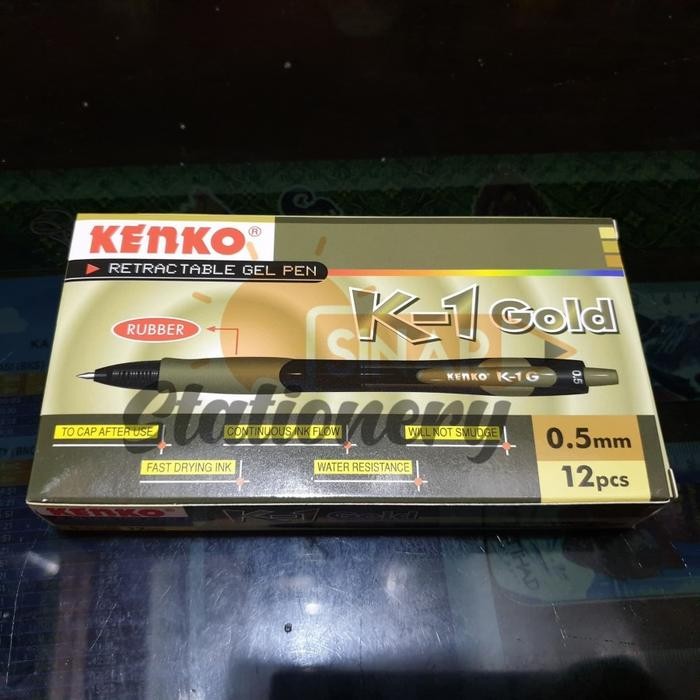 KENKO®
RETRACTABLE GEL PEN
K-1 Gold
RUBBER
SINAR
Stationery
KENKO® K-1 G 0.5
TO CAP AFTER USE
CONTINUOUS INK FLOW
WILL NOT SMUDGE
FAST DRYING INK
WATER RESISTANCE
0.5mm
12pcs
KENKO
K-1 Gold